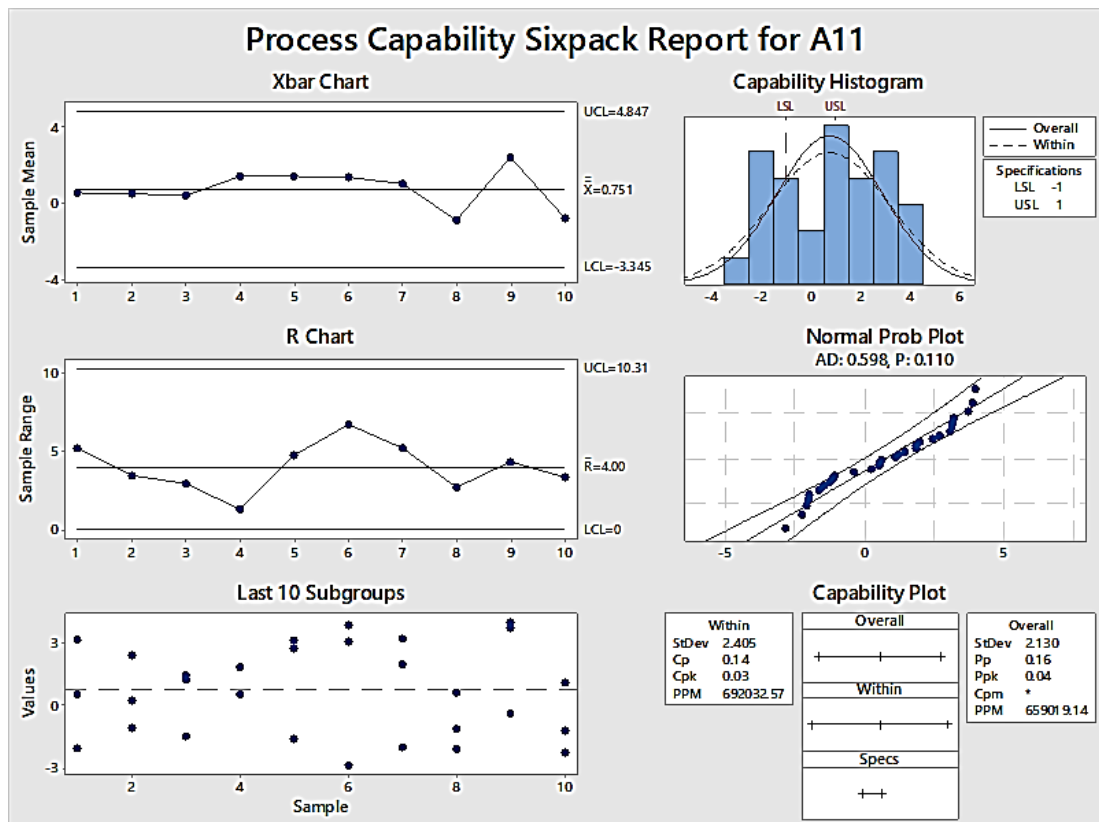 Process Capability Sixpack Report for A11
Xbar Chart
Sample Mean
4
0
-4
UCL=4.847
X̿=0.751
LCL=-3.345
1 2 3 4 5 6 7 8 9 10
R Chart
Sample Range
10
5
0
UCL=10.31
R̄=4.00
LCL=0
1 2 3 4 5 6 7 8 9 10
Last 10 Subgroups
Values
3
0
-3
2 4 6 8 10
Sample
Capability Histogram
LSL USL
-4 -2 0 2 4 6
Overall
Within
Specifications
LSL -1
USL 1
Normal Prob Plot
AD: 0.598, P: 0.110
-5 0 5
Capability Plot
Within
StDev 2.405
Cp 0.14
Cpk 0.03
PPM 692032.57
Overall
Within
Specs
Overall
StDev 2.130
Pp 0.16
Ppk 0.04
Cpm *
PPM 659019.14